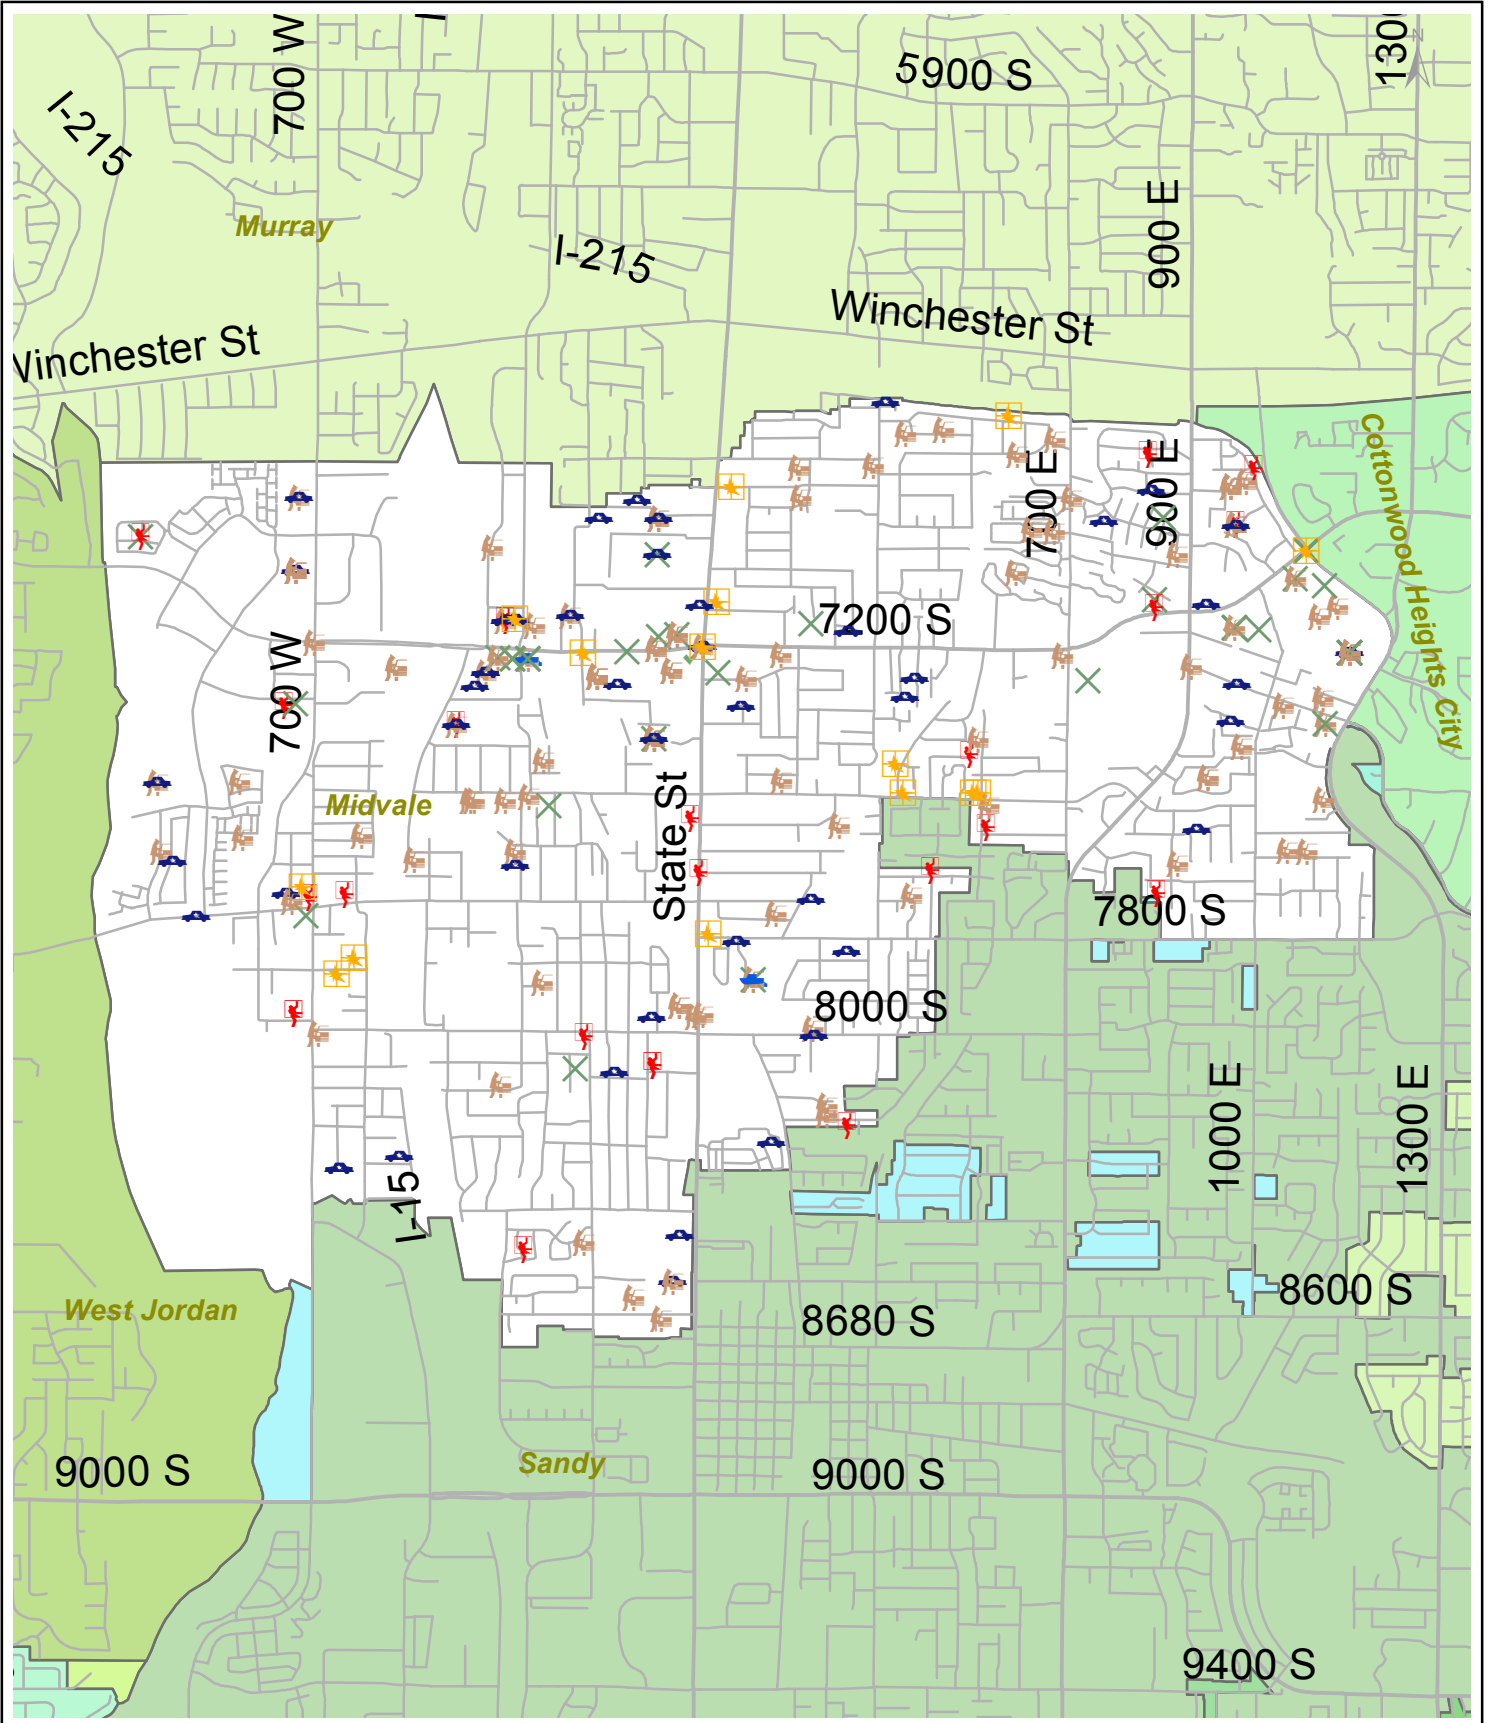 700 W
1300
5900 S
I-215
900 E
Murray
I-215
Winchester St
Winchester St
Cottonwood Heights City
700 E
900 E
7200 S
700 W
State St
Midvale
7800 S
8000 S
1000 E
1300 E
I-15
8600 S
West Jordan
8680 S
Sandy
9000 S
9000 S
9400 S